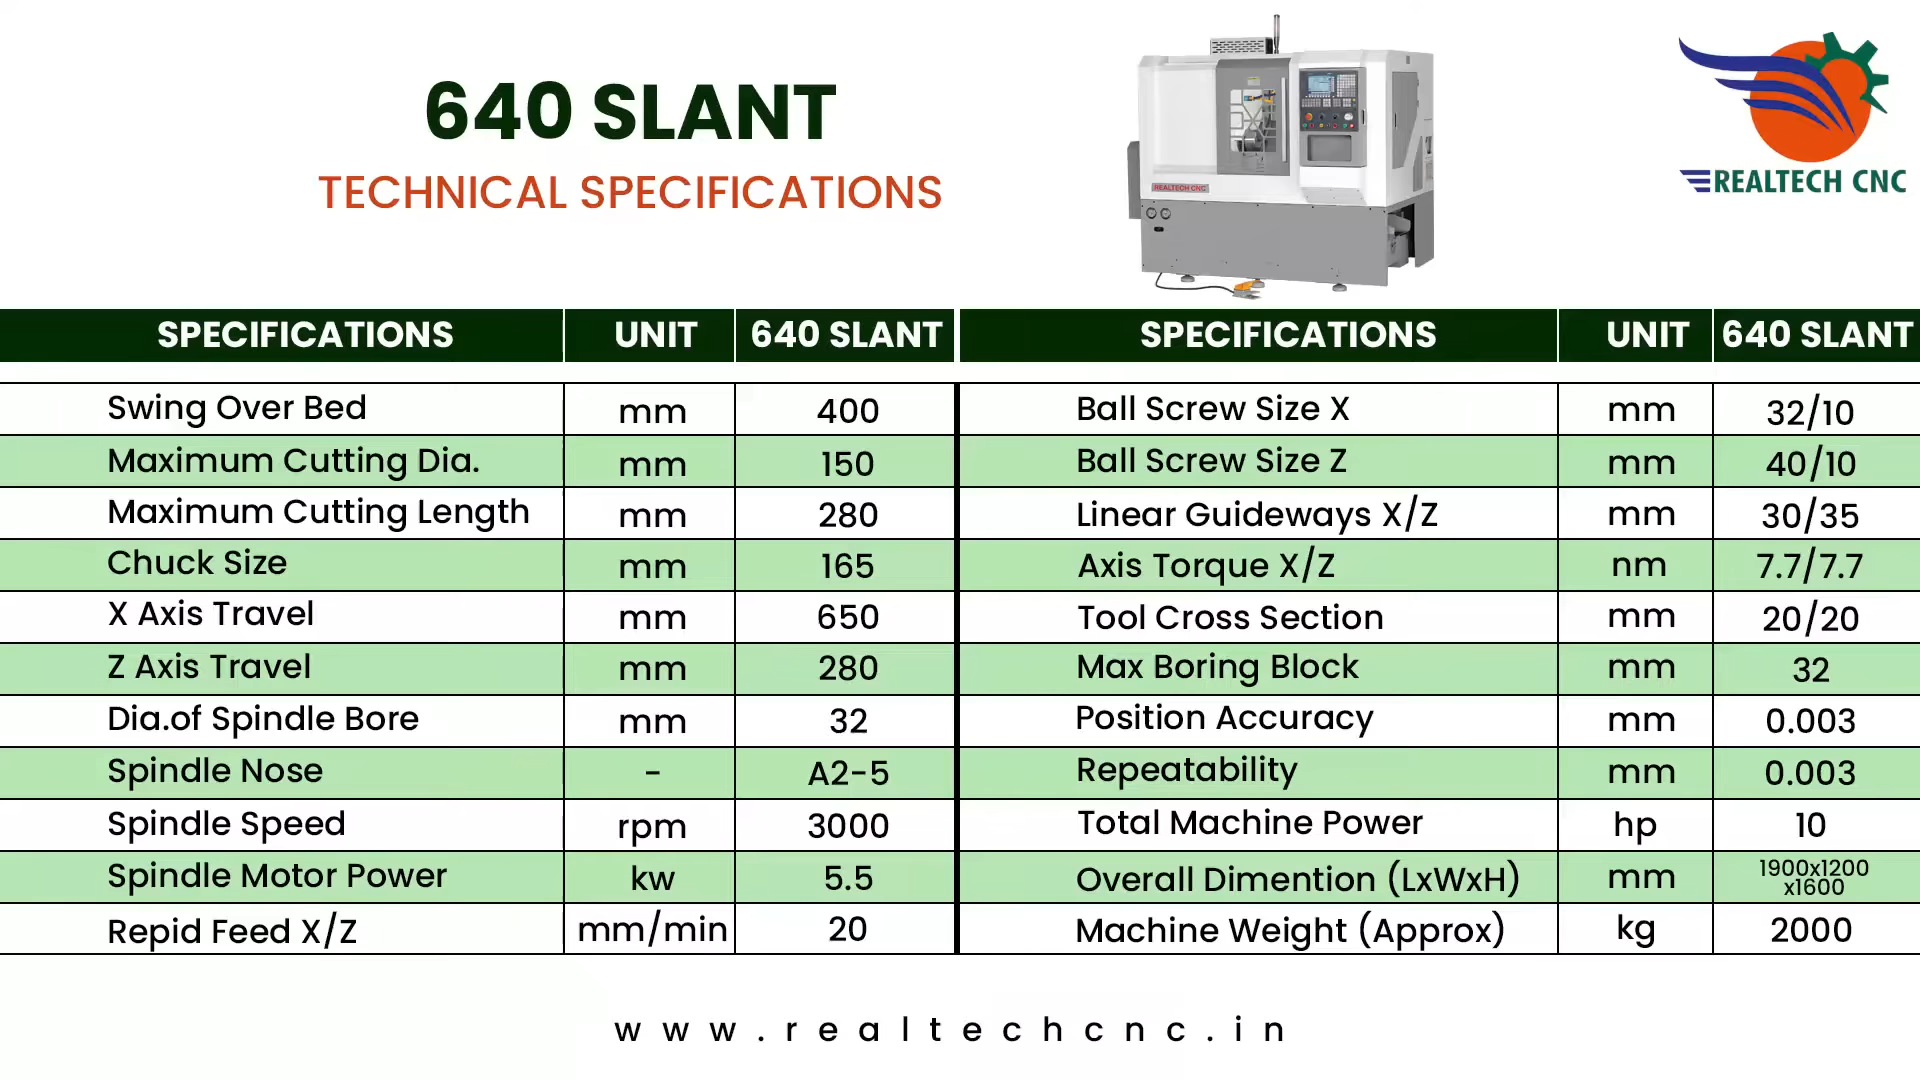 640 SLANT
TECHNICAL SPECIFICATIONS
REALTECH CNC
REALTECH CNC
SPECIFICATIONS UNIT 640 SLANT SPECIFICATIONS UNIT 640 SLANT
Swing Over Bed mm 400 Ball Screw Size X mm 32/10
Maximum Cutting Dia. mm 150 Ball Screw Size Z mm 40/10
Maximum Cutting Length mm 280 Linear Guideways X/Z mm 30/35
Chuck Size mm 165 Axis Torque X/Z nm 7.7/7.7
X Axis Travel mm 650 Tool Cross Section mm 20/20
Z Axis Travel mm 280 Max Boring Block mm 32
Dia.of Spindle Bore mm 32 Position Accuracy mm 0.003
Spindle Nose - A2-5 Repeatability mm 0.003
Spindle Speed rpm 3000 Total Machine Power hp 10
Spindle Motor Power kw 5.5 Overall Dimention (LxWxH) mm 1900x1200
x1600
Repid Feed X/Z mm/min 20 Machine Weight (Approx) kg 2000
www.realtechcnc.in